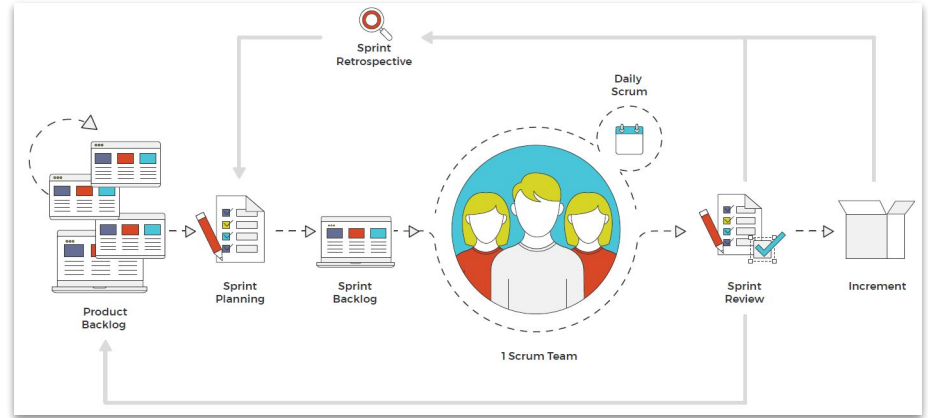 Sprint
Retrospective
Daily
Scrum
Product
Backlog
Sprint
Planning
Sprint
Backlog
1 Scrum Team
Sprint
Review
Increment